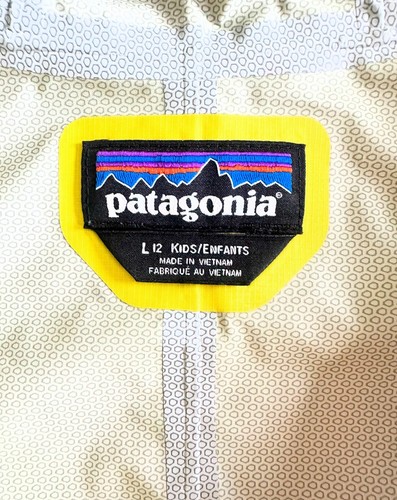 patagonia®
L 12 KIDS/ENFANTS
MADE IN VIETNAM
FABRIQUÉ AU VIETNAM